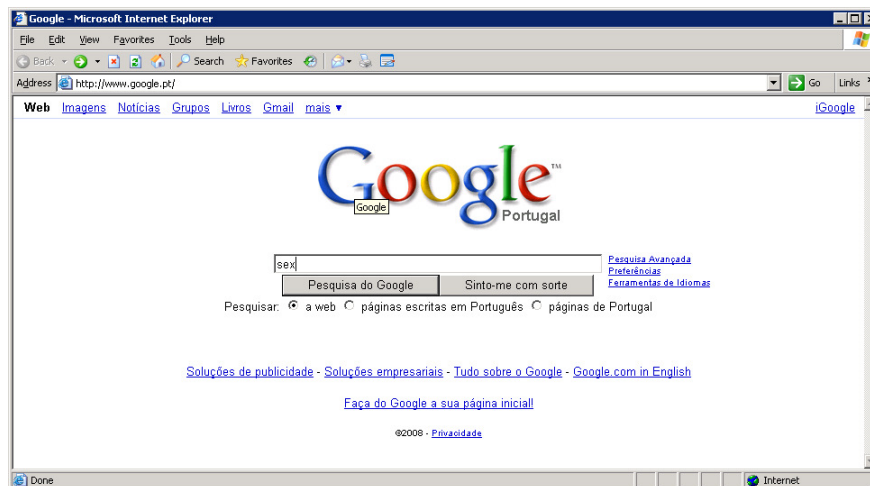 Google - Microsoft Internet Explorer
File Edit View Favorites Tools Help
Back Search Favorites
Address http://www.google.pt/ Go Links
Web Imagens Notícias Grupos Livros Gmail mais ▼ iGoogle
Google™
Google
Portugal
sex
Pesquisa Avançada
Preferências
Ferramentas de Idiomas
Pesquisa do Google Sinto-me com sorte
Pesquisar: a web páginas escritas em Português páginas de Portugal
Soluções de publicidade - Soluções empresariais - Tudo sobre o Google - Google.com in English
Faça do Google a sua página inicial!
©2008 - Privacidade
Done Internet